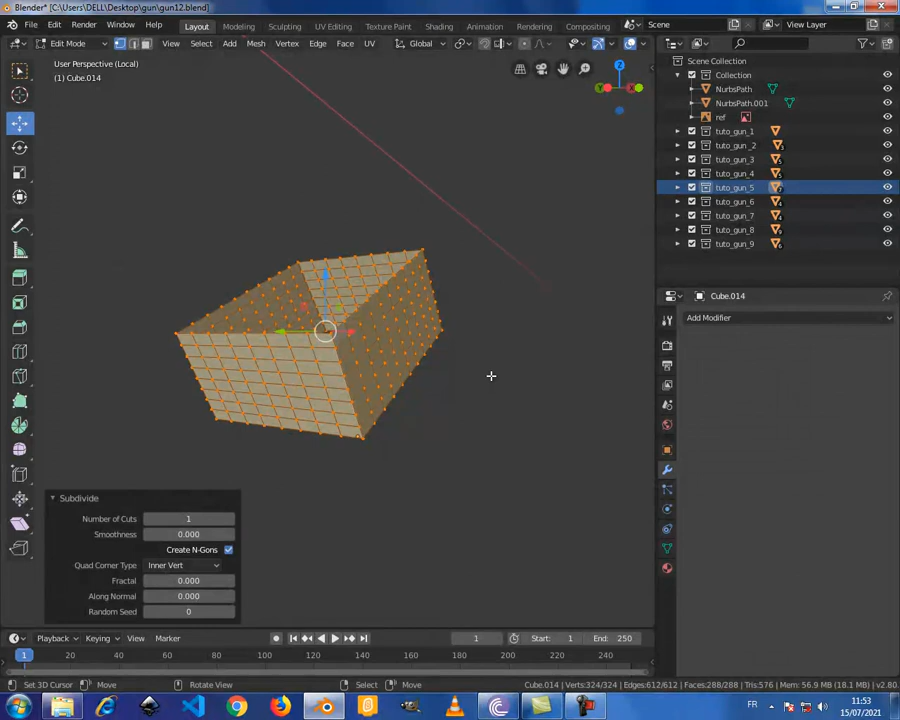 Blender* [C:\Users\DELL\Desktop\gun\gun12.blend]
File Edit Render Window Help Layout Modeling Sculpting UV Editing Texture Paint Shading Animation Rendering Compositing Scene View Layer
Edit Mode View Select Add Mesh Vertex Edge Face UV Global
User Perspective (Local)
(1) Cube.014
Z
Y
Scene Collection
Collection
NurbsPath
NurbsPath.001
ref
tuto_gun_1
tuto_gun_2
tuto_gun_3
tuto_gun_4
tuto_gun_5
tuto_gun_6
tuto_gun_7
tuto_gun_8
tuto_gun_9
Cube.014
Add Modifier
Subdivide
Number of Cuts 1
Smoothness 0.000
Create N-Gons
Quad Corner Type Inner Vert
Fractal 0.000
Along Normal 0.000
Random Seed 0
Playback Keying View Marker 1 Start: 1 End: 250
1 20 40 60 80 100 120 140 160 180 200 220 240
Set 3D Cursor Move Rotate View Select Move Cube.014 | Verts:324/324 | Edges:612/612 | Faces:288/288 | Tris:576 | Mem: 56.9 MB (18.1 MB) | v2.80.
FR 11:53
15/07/2021